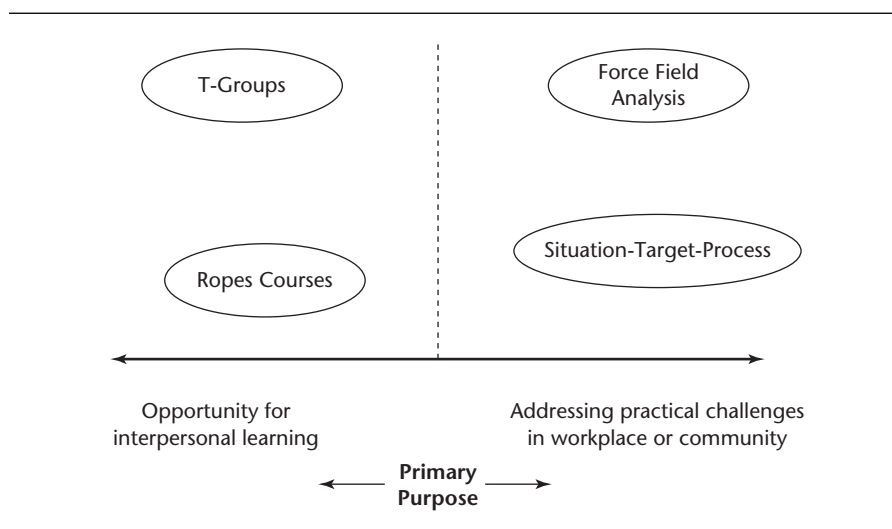 T-Groups
Force Field
Analysis
Ropes Courses
Situation-Target-Process
Opportunity for
interpersonal learning
Addressing practical challenges
in workplace or community
Primary
Purpose